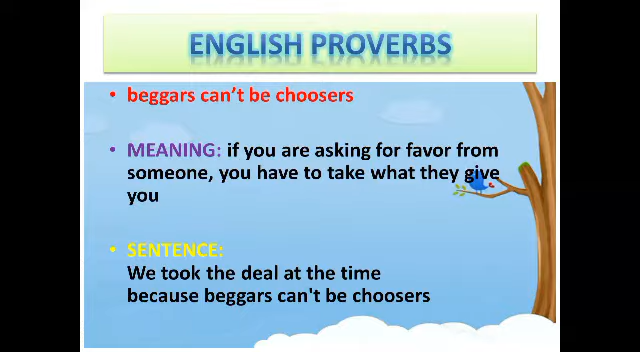 ENGLISH PROVERBS
• beggars can't be choosers
• MEANING: if you are asking for favor from
someone, you have to take what they give
you
• SENTENCE:
We took the deal at the time
because beggars can't be choosers